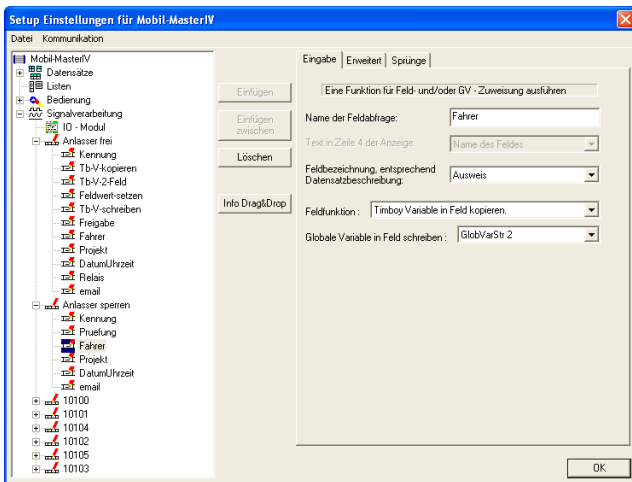 Setup Einstellungen für Mobil-MasterIV
Datei Kommunikation
Mobil-MasterIV
Datensätze
Listen
Bedienung
Signalverarbeitung
IO - Modul
Anlasser frei
Kennung
Tb-V-kopieren
Tb-V-2-Feld
Feldwert-setzen
Tb-V-schreiben
Freigabe
Fahrer
Projekt
DatumUhrzeit
Relais
email
Anlasser sperren
Kennung
Pruefung
Fahrer
Projekt
DatumUhrzeit
email
10100
10101
10104
10102
10105
10103
Einfügen
Einfügen
zwischen
Löschen
Info Drag&Drop
Eingabe Erweitert Sprünge
Eine Funktion für Feld- und/oder GV - Zuweisung ausführen
Name der Feldabfrage: Fahrer
Text in Zeile 4 der Anzeige: Name des Feldes
Feldbezeichnung, entsprechend
Datensatzbeschreibung: Ausweis
Feldfunktion : Timboy Variable in Feld kopieren.
Globale Variable in Feld schreiben : GlobVarStr 2
OK